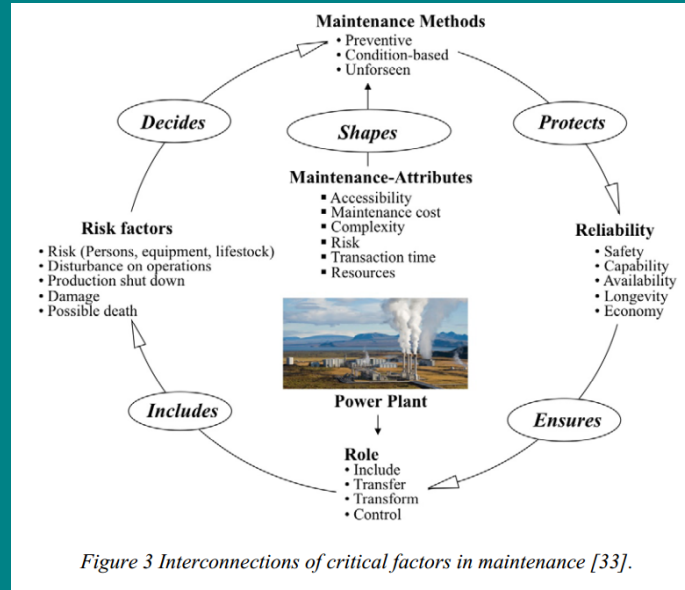 Maintenance Methods
• Preventive
• Condition-based
• Unforseen
Decides
Shapes
Protects
Maintenance-Attributes
▪ Accessibility
▪ Maintenance cost
▪ Complexity
▪ Risk
▪ Transaction time
▪ Resources
Risk factors
• Risk (Persons, equipment, lifestock)
• Disturbance on operations
• Production shut down
• Damage
• Possible death
Reliability
• Safety
• Capability
• Availability
• Longevity
• Economy
Power Plant
Includes
Ensures
Role
• Include
• Transfer
• Transform
• Control
Figure 3 Interconnections of critical factors in maintenance [33].